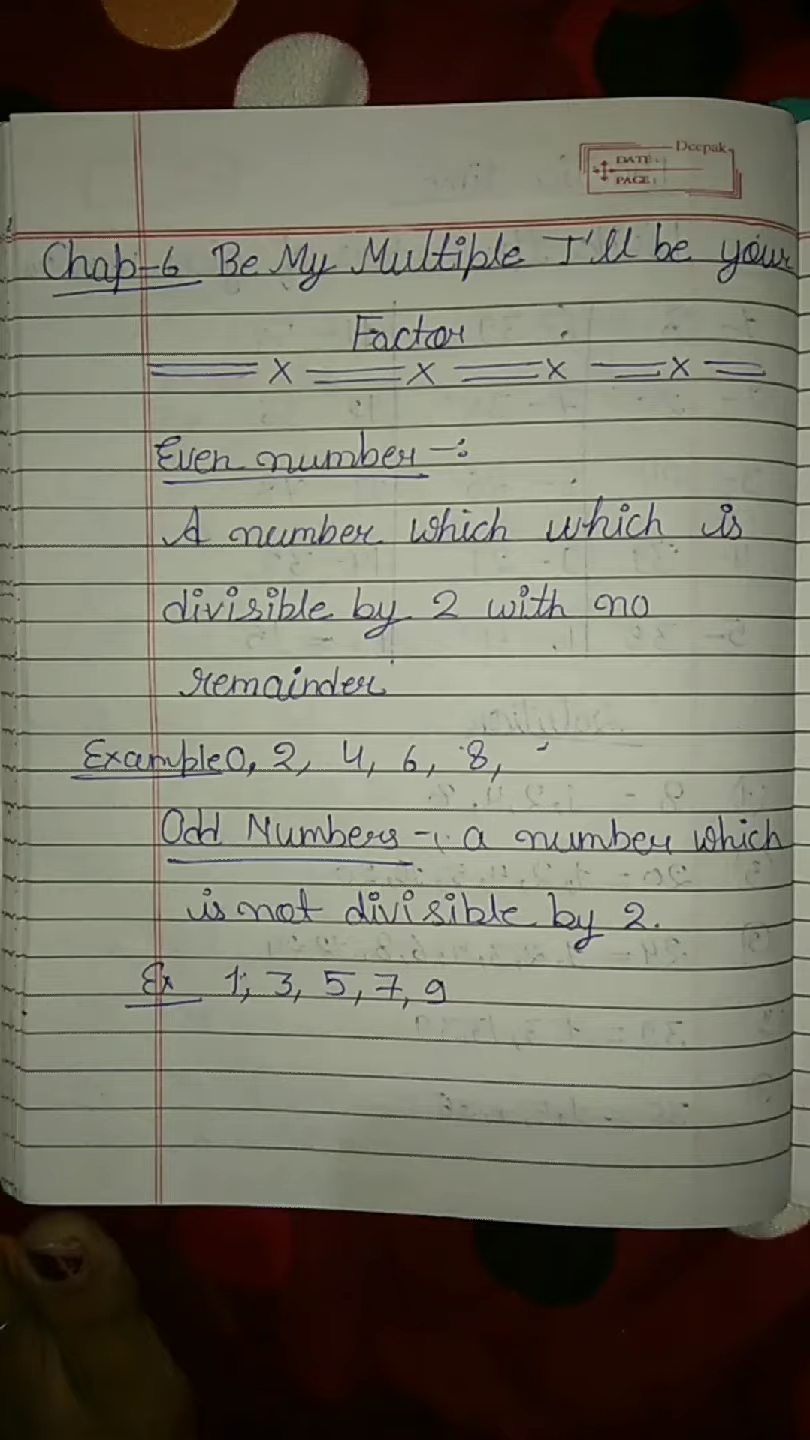 Deepak
DATE:
PAGE:
Chap-6 Be My Multiple I'll be your
Factor
=== X === X === X === X ==
Even number -:
A number which which is
divisible by 2 with no
remainder
Example 0, 2, 4, 6, 8,
Odd Numbers -: a number which
is not divisible by 2.
Ex 1, 3, 5, 7, 9